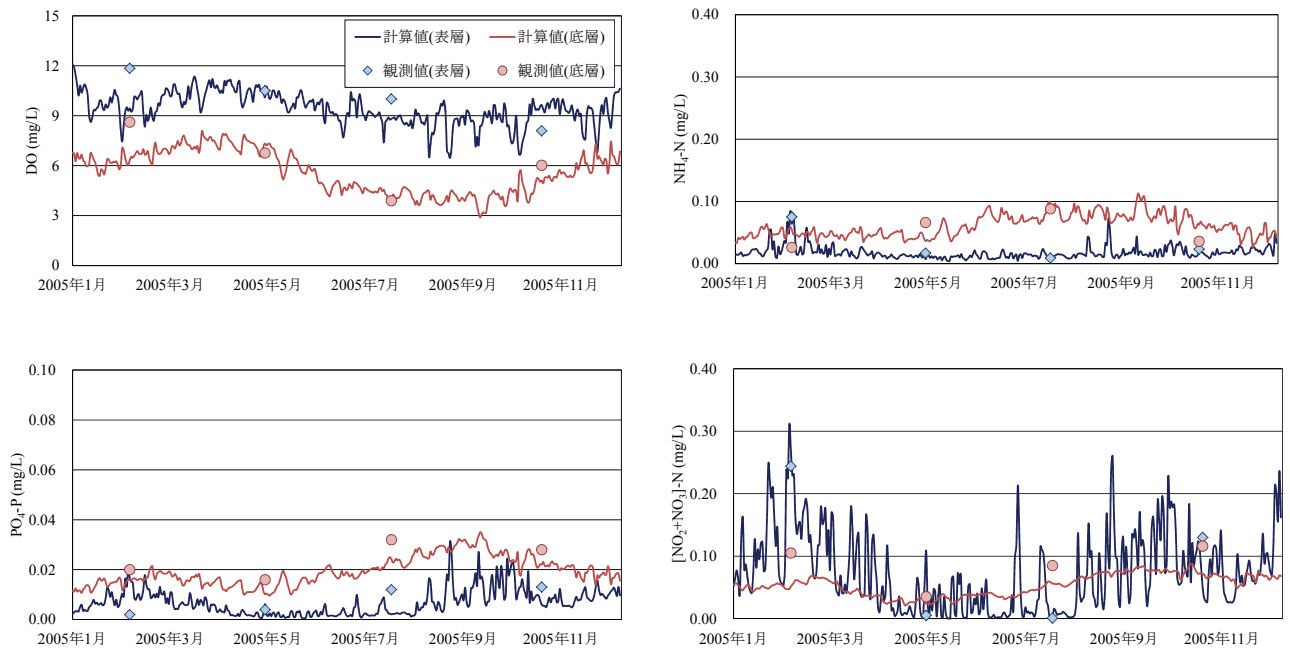 15
12
9
6
3
0
DO (mg/L)
計算値(表層)
計算値(底層)
観測値(表層)
観測値(底層)
2005年1月
2005年3月
2005年5月
2005年7月
2005年9月
2005年11月
0.40
0.30
0.20
0.10
0.00
NH₄-N (mg/L)
2005年1月
2005年3月
2005年5月
2005年7月
2005年9月
2005年11月
0.10
0.08
0.06
0.04
0.02
0.00
PO₄-P (mg/L)
2005年1月
2005年3月
2005年5月
2005年7月
2005年9月
2005年11月
0.40
0.30
0.20
0.10
0.00
[NO₂+NO₃]-N (mg/L)
2005年1月
2005年3月
2005年5月
2005年7月
2005年9月
2005年11月